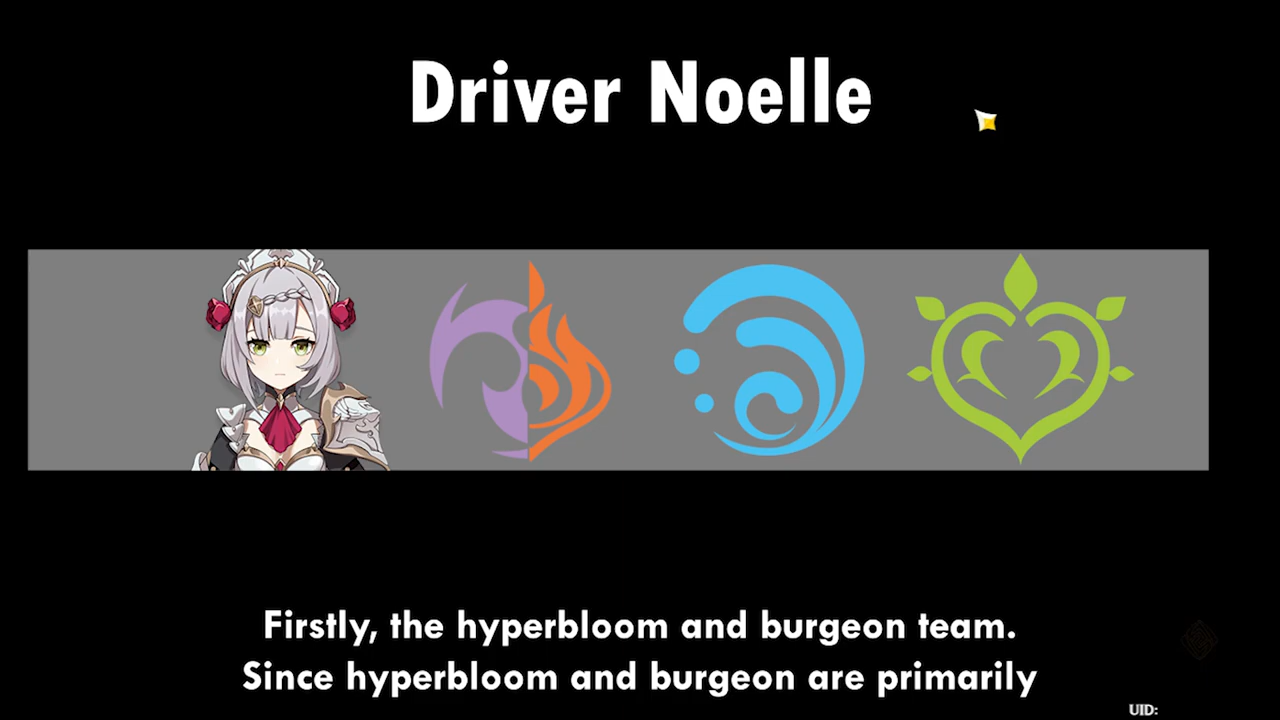 Driver Noelle
Firstly, the hyperbloom and burgeon team.
Since hyperbloom and burgeon are primarily
UID: